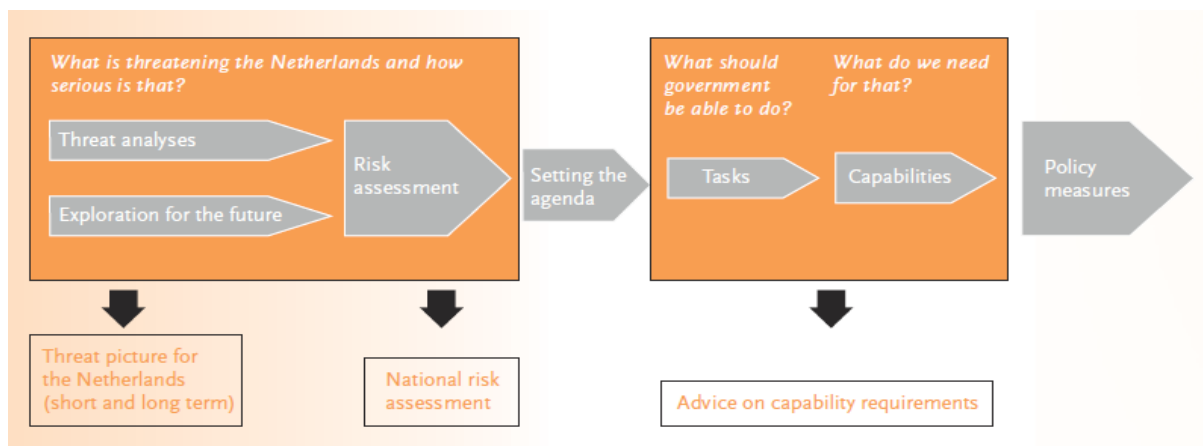 What is threatening the Netherlands and how
serious is that?
Threat analyses
Exploration for the future
Risk
assessment
Setting the
agenda
What should
government
be able to do?
What do we need
for that?
Tasks
Capabilities
Policy
measures
Threat picture for
the Netherlands
(short and long term)
National risk
assessment
Advice on capability requirements